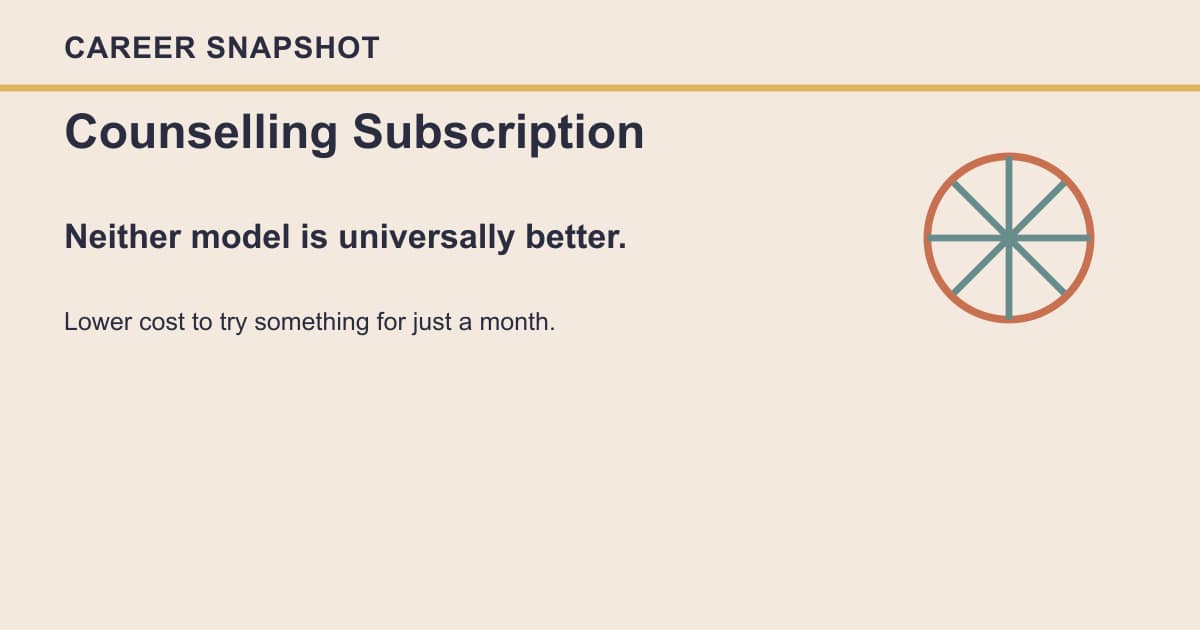 CAREER SNAPSHOT
Counselling Subscription
Neither model is universally better.
Lower cost to try something for just a month.